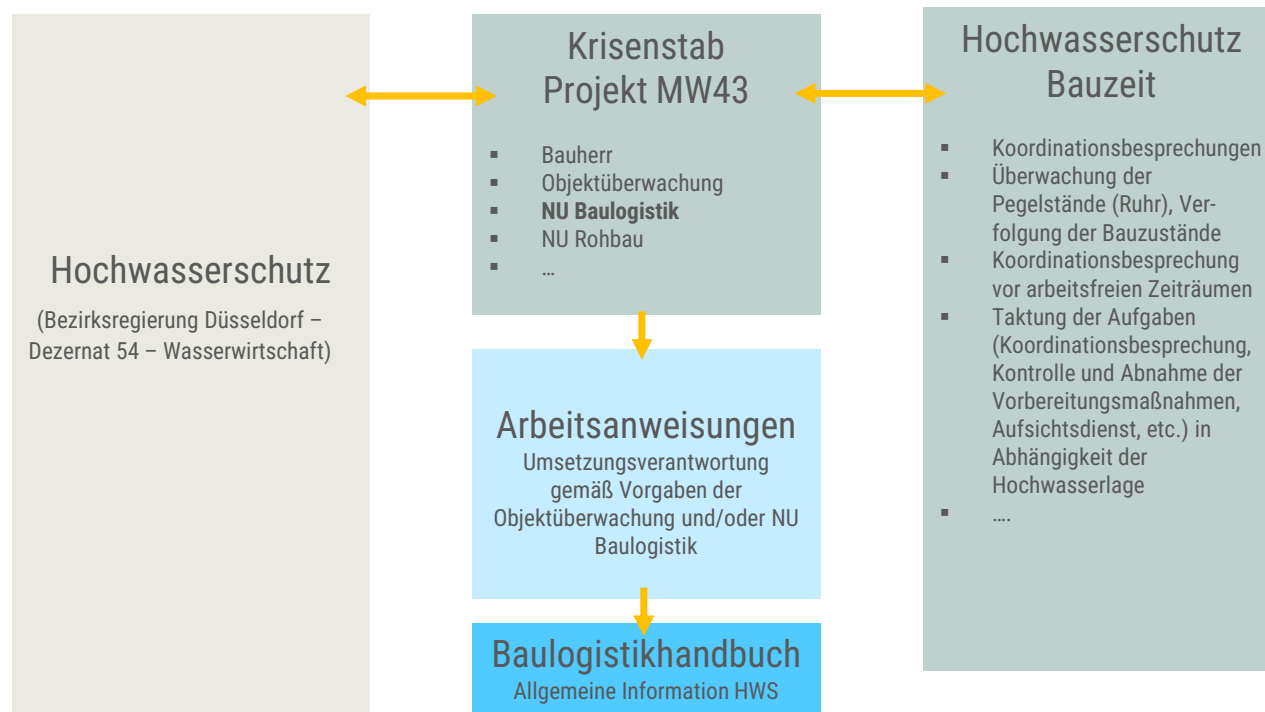 Hochwasserschutz
(Bezirksregierung Düsseldorf –
Dezernat 54 – Wasserwirtschaft)
Krisenstab
Projekt MW43
▪ Bauherr
▪ Objektüberwachung
▪ NU Baulogistik
▪ NU Rohbau
▪ …
Arbeitsanweisungen
Umsetzungsverantwortung
gemäß Vorgaben der
Objektüberwachung und/oder NU
Baulogistik
Baulogistikhandbuch
Allgemeine Information HWS
Hochwasserschutz
Bauzeit
▪ Koordinationsbesprechungen
▪ Überwachung der
Pegelstände (Ruhr), Ver-
folgung der Bauzustände
▪ Koordinationsbesprechung
vor arbeitsfreien Zeiträumen
▪ Taktung der Aufgaben
(Koordinationsbesprechung,
Kontrolle und Abnahme der
Vorbereitungsmaßnahmen,
Aufsichtsdienst, etc.) in
Abhängigkeit der
Hochwasserlage
▪ ….